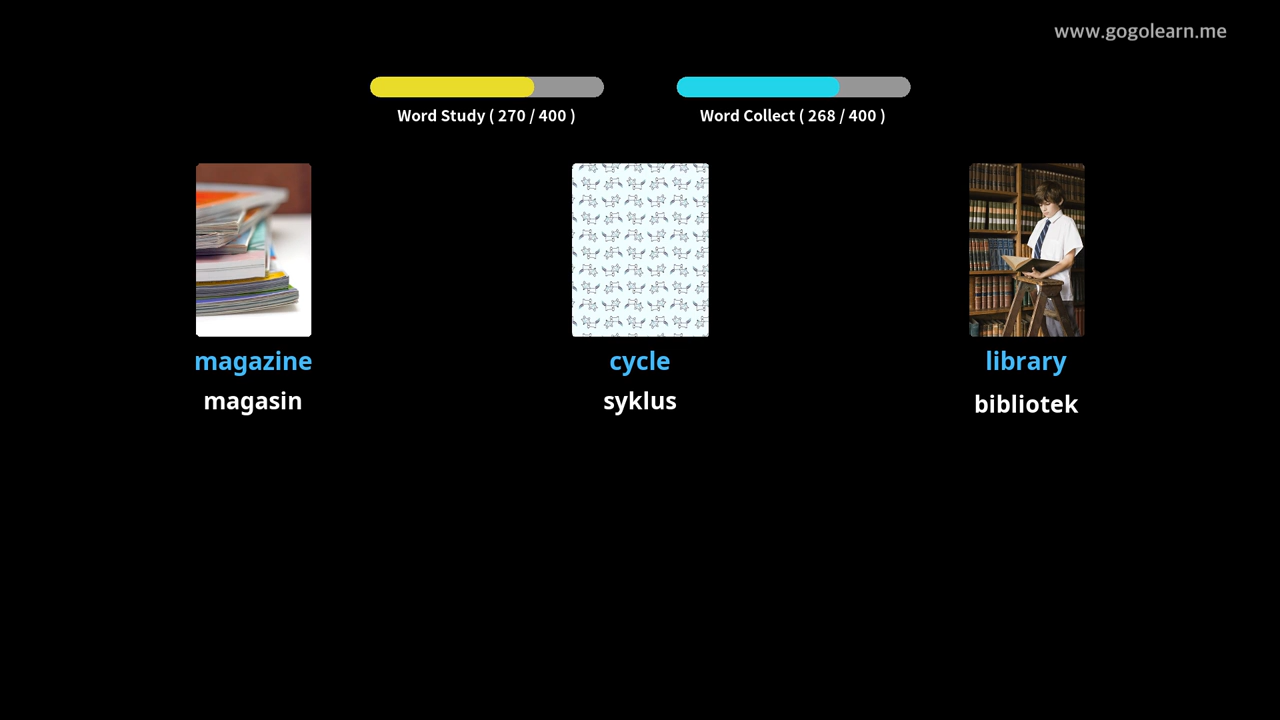 www.gogolearn.me
Word Study ( 270 / 400 )
Word Collect ( 268 / 400 )
magazine
magasin
cycle
syklus
library
bibliotek